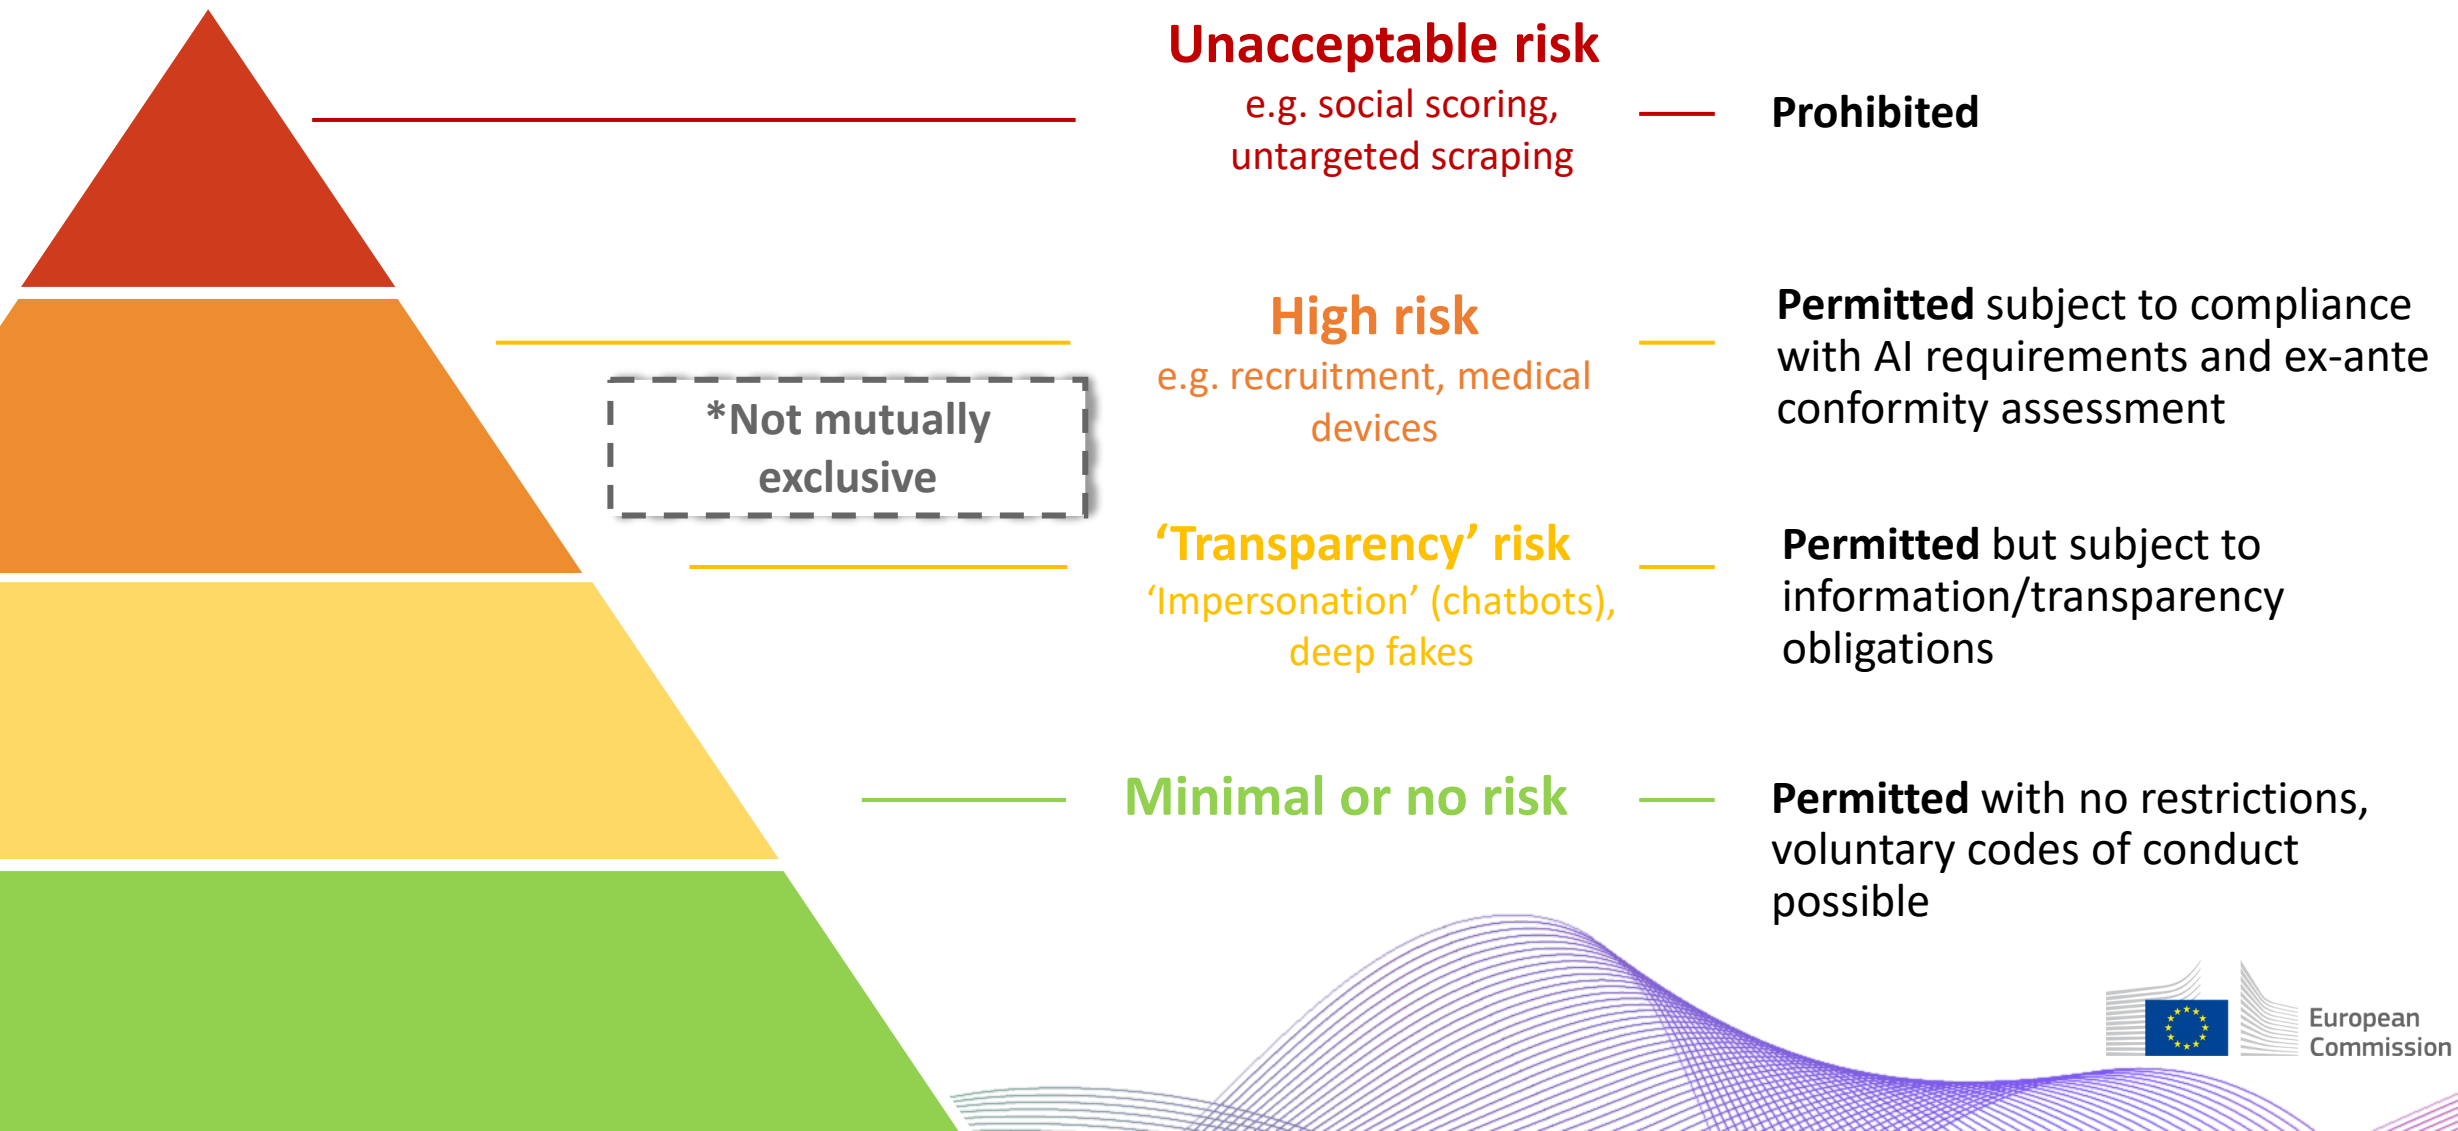 Unacceptable risk
e.g. social scoring,
untargeted scraping
Prohibited
High risk
e.g. recruitment, medical
devices
Permitted subject to compliance
with AI requirements and ex-ante
conformity assessment
*Not mutually
exclusive
‘Transparency’ risk
‘Impersonation’ (chatbots),
deep fakes
Permitted but subject to
information/transparency
obligations
Minimal or no risk
Permitted with no restrictions,
voluntary codes of conduct
possible
European
Commission